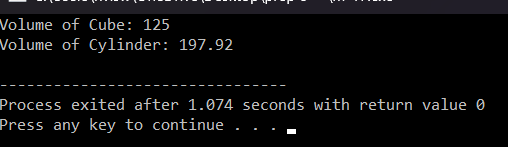 Volume of Cube: 125
Volume of Cylinder: 197.92
--------------------------------
Process exited after 1.074 seconds with return value 0
Press any key to continue . . .